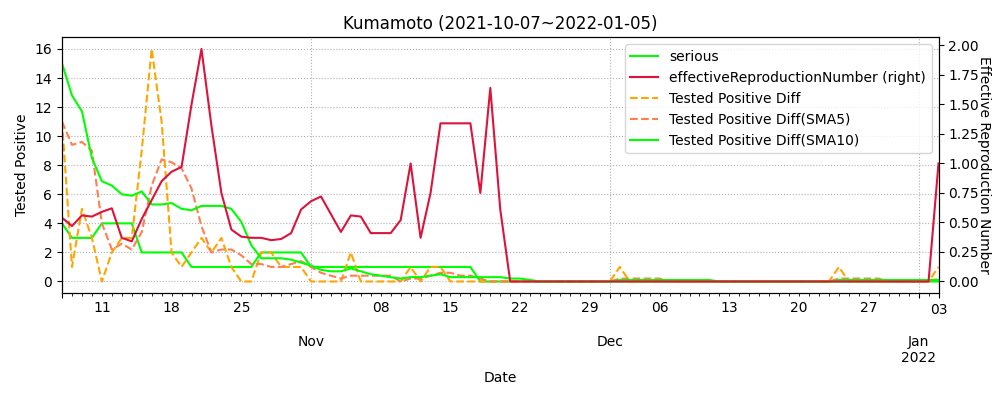 Kumamoto (2021-10-07~2022-01-05)
Tested Positive
16
14
12
10
8
6
4
2
0
serious
effectiveReproductionNumber (right)
Tested Positive Diff
Tested Positive Diff(SMA5)
Tested Positive Diff(SMA10)
2.00
1.75
1.50
1.25
1.00
0.75
0.50
0.25
0.00
Effective Reproduction Number
11 18 25 08 15 22 29 06 13 20 27 03
Nov Dec Jan
2022
Date